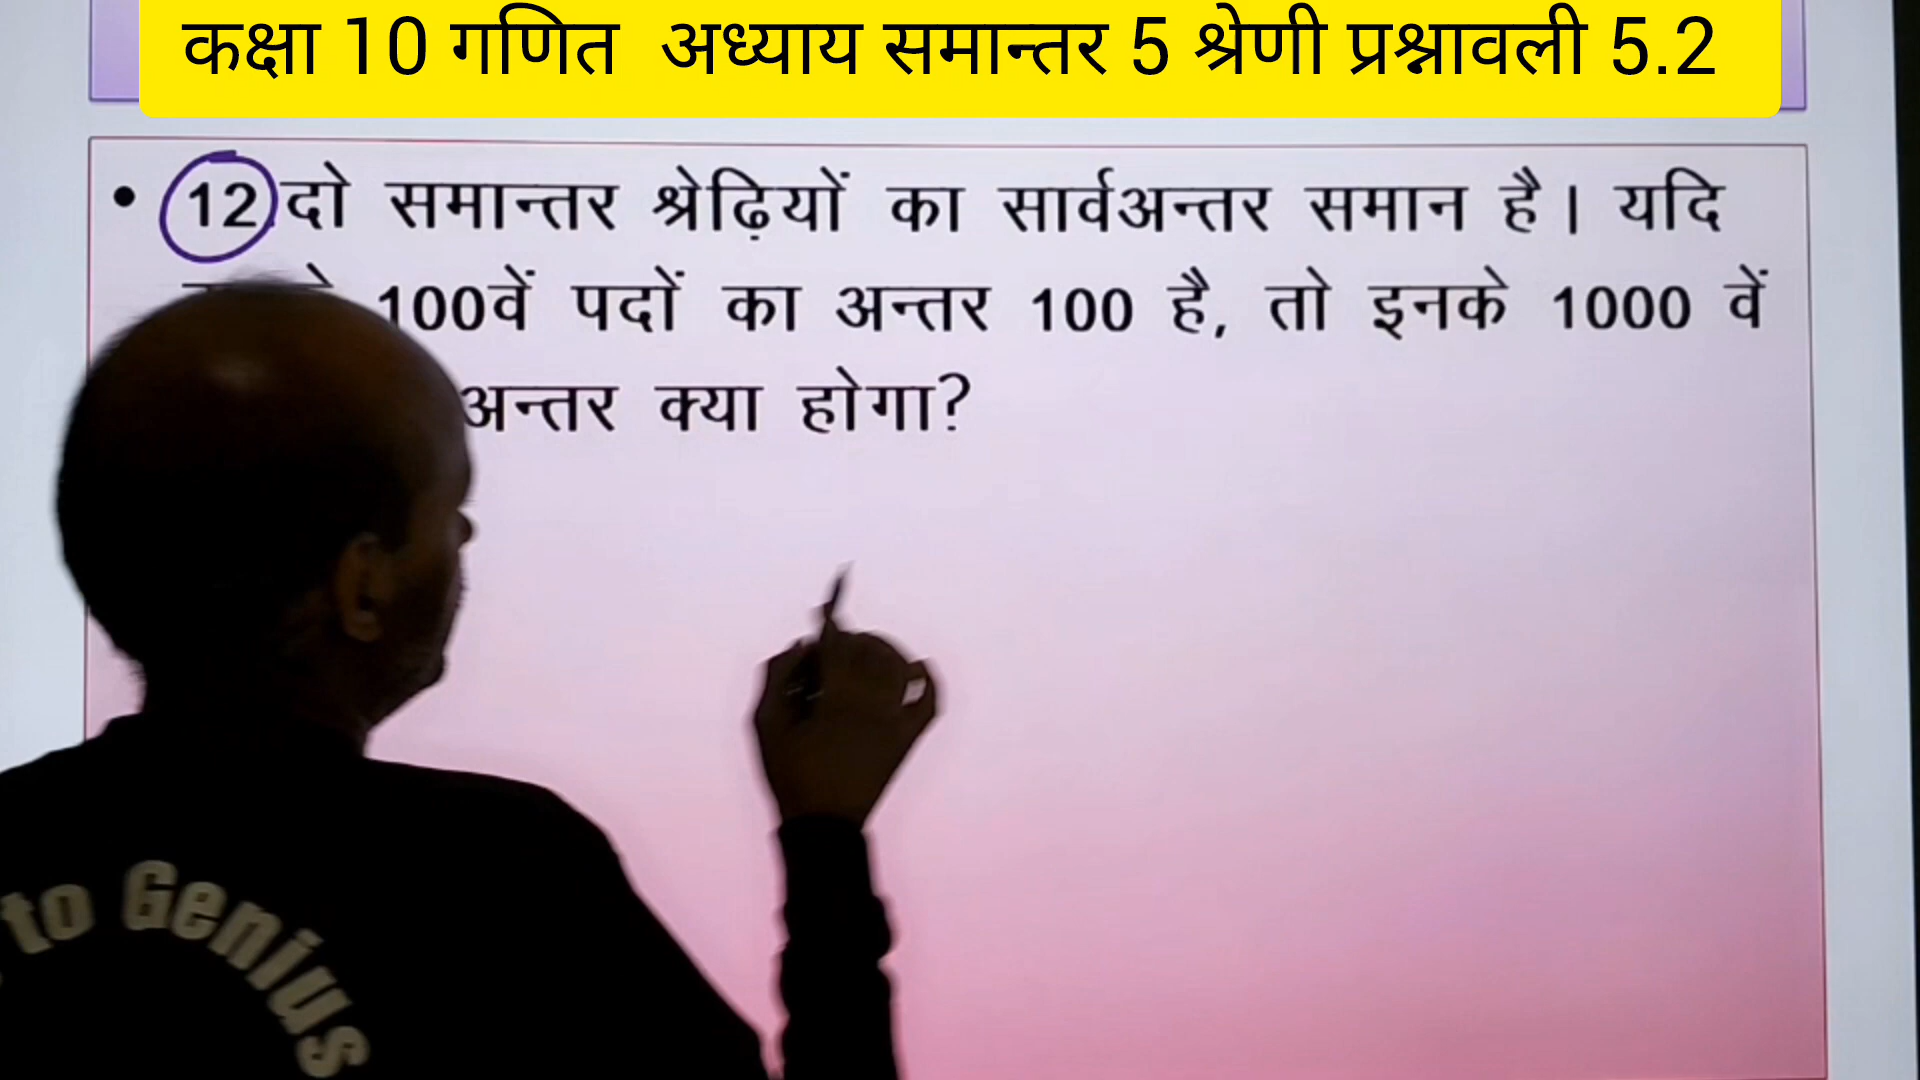 कक्षा 10 गणित अध्याय समान्तर 5 श्रेणी प्रश्नावली 5.2
• 12 दो समान्तर श्रेढ़ियों का सार्वअन्तर समान है। यदि
100वें पदों का अन्तर 100 है, तो इनके 1000 वें
अन्तर क्या होगा?
to Genius